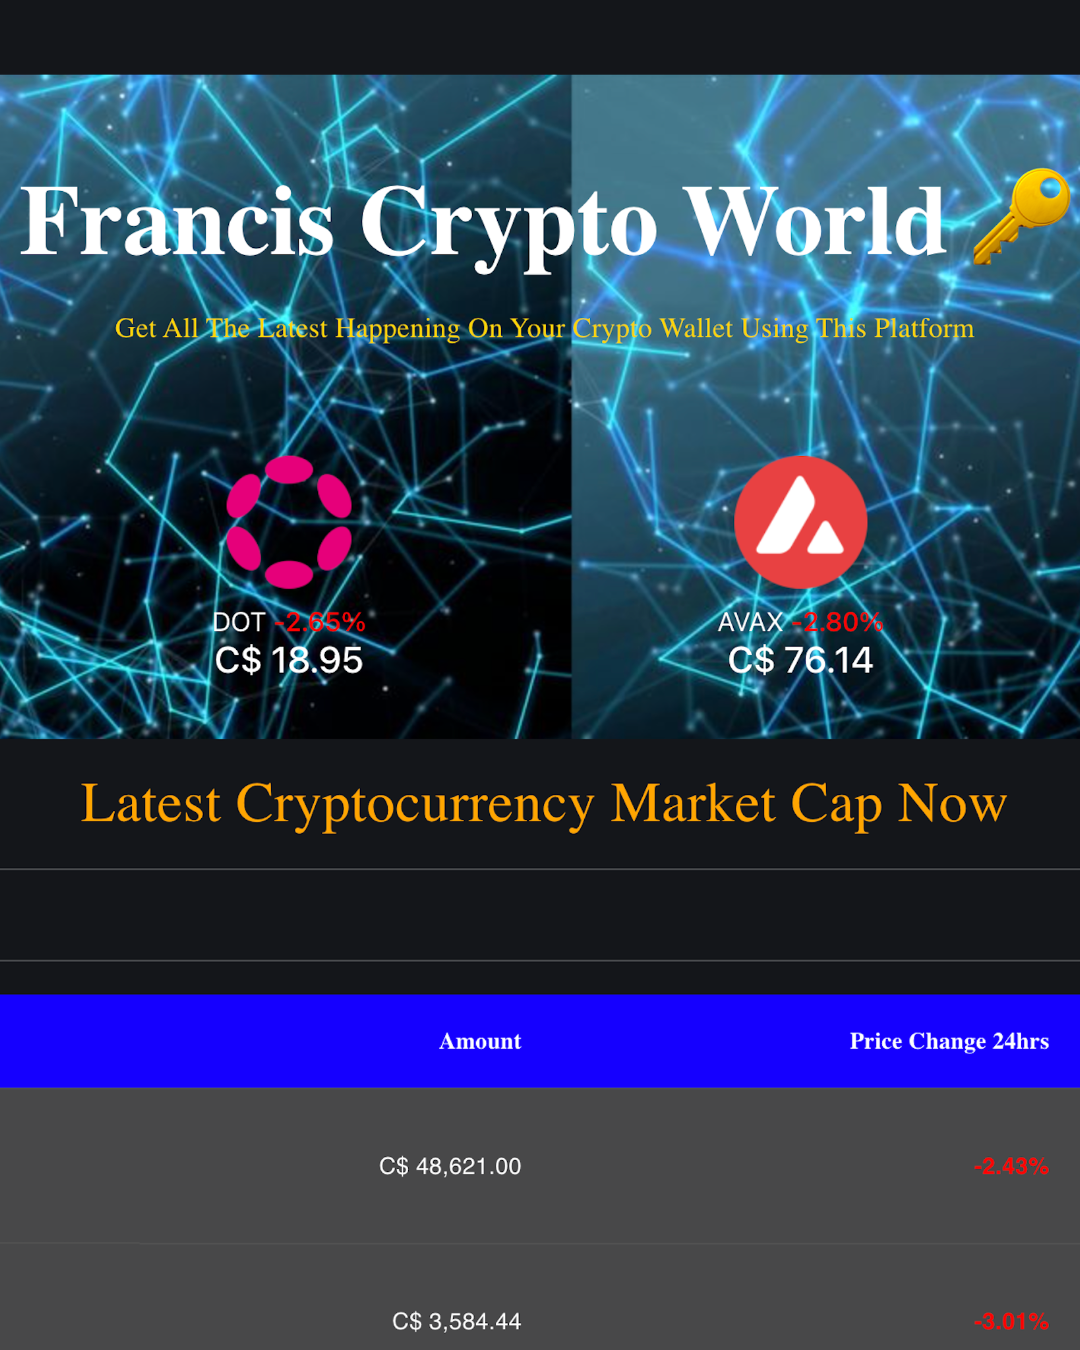 Francis Crypto World 🔑
Get All The Latest Happening On Your Crypto Wallet Using This Platform
DOT -2.65%
C$ 18.95
AVAX -2.80%
C$ 76.14
Latest Cryptocurrency Market Cap Now
Amount Price Change 24hrs
C$ 48,621.00 -2.43%
C$ 3,584.44 -3.01%